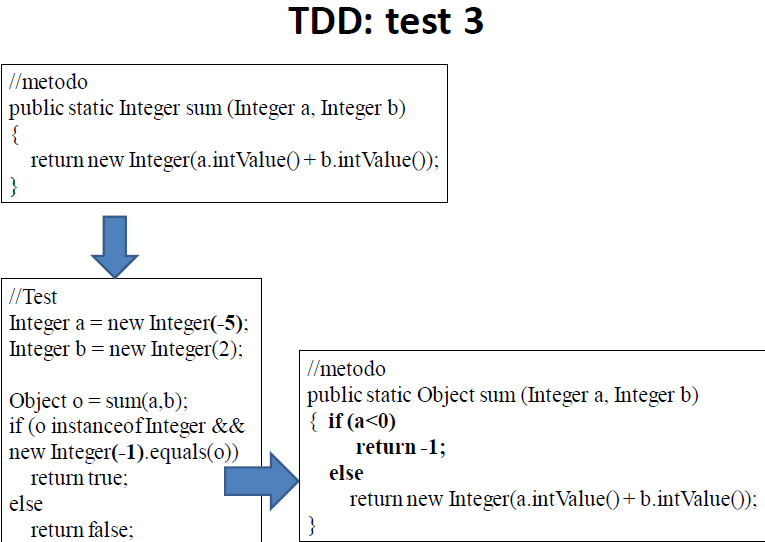 TDD: test 3
//metodo
public static Integer sum (Integer a, Integer b)
{
return new Integer(a.intValue() + b.intValue());
}
//Test
Integer a = new Integer(-5);
Integer b = new Integer(2);
Object o = sum(a,b);
if (o instanceof Integer &&
new Integer(-1).equals(o))
return true;
else
return false;
//metodo
public static Object sum (Integer a, Integer b)
{ if (a<0)
return -1;
else
return new Integer(a.intValue() + b.intValue());
}